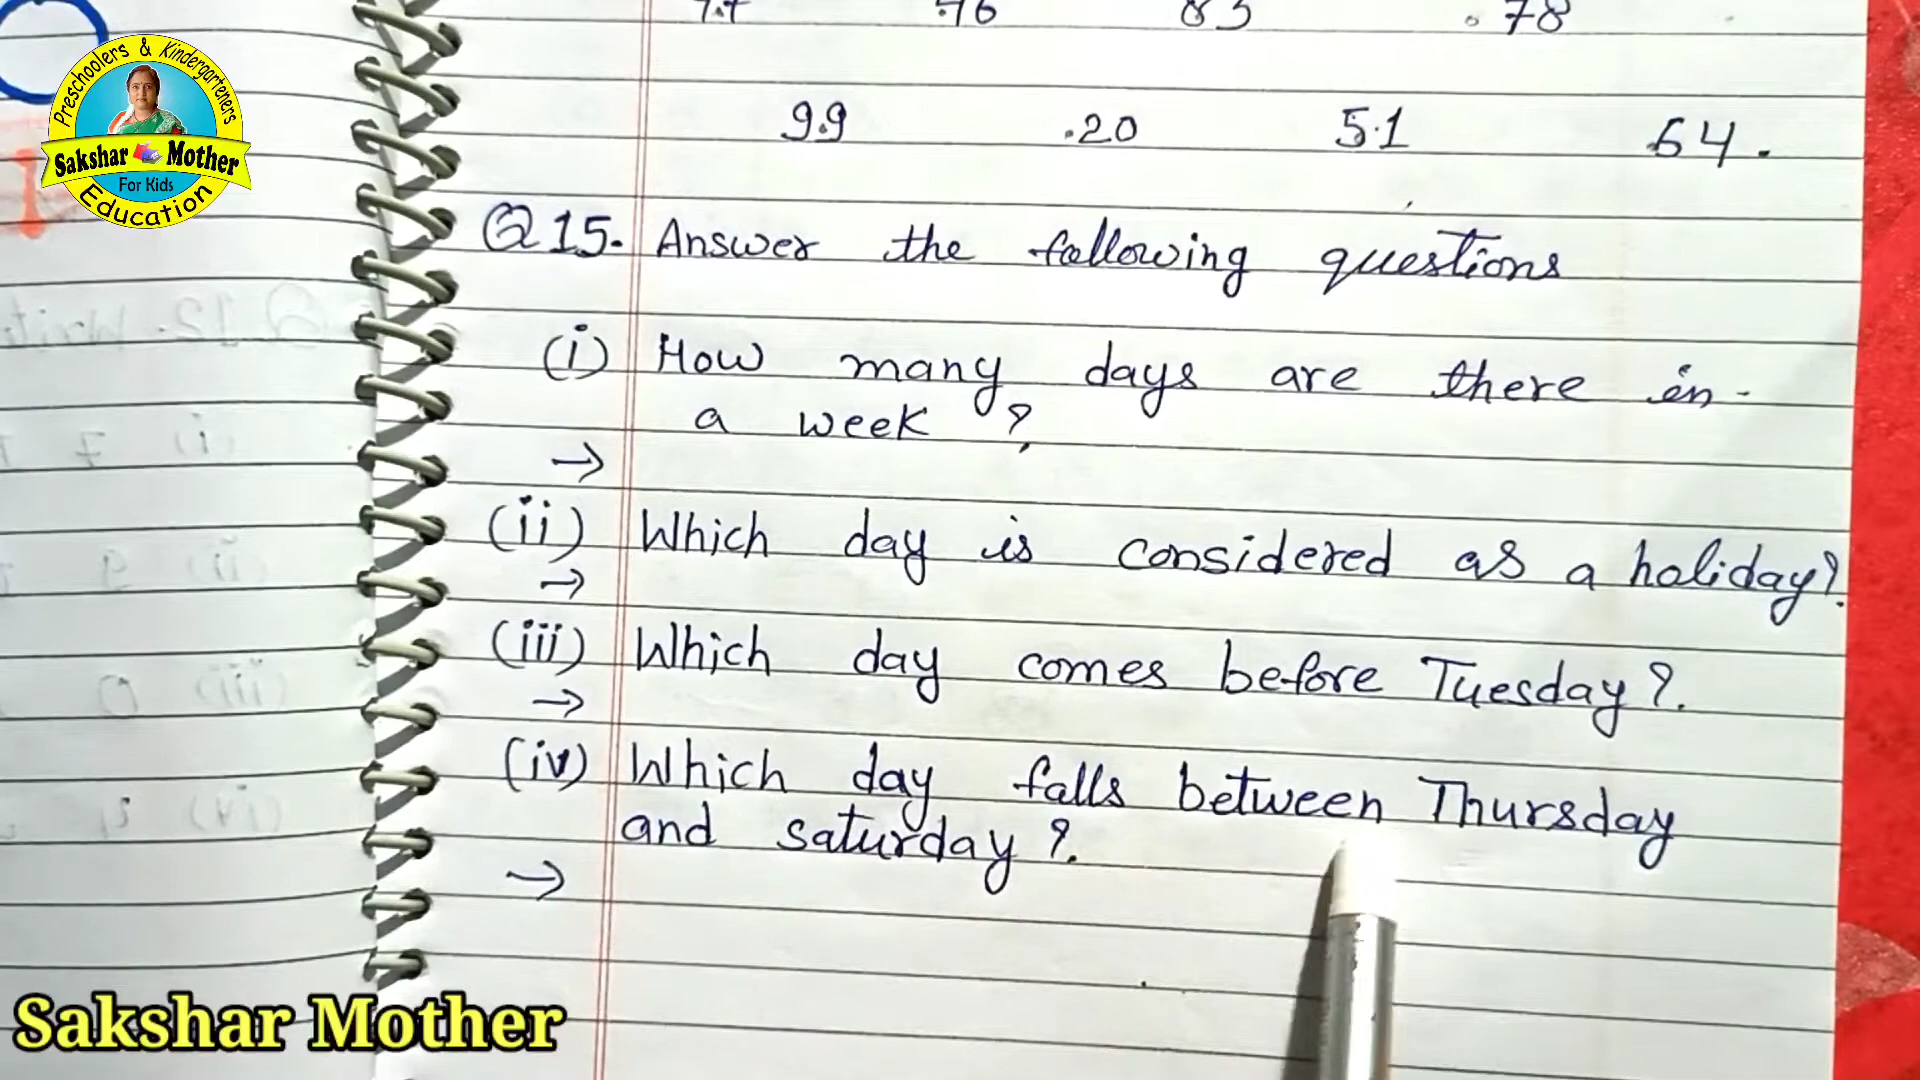 78
99 20 51 64.
Q 15. Answer the following questions
(i) How many days are there in
a week?
→
(ii) Which day is considered as a holiday?
→
(iii) Which day comes before Tuesday?
→
(iv) Which day falls between Thursday
and saturday?
→
Preschoolers & Kindergarteners
Sakshar Mother
For Kids
Education
Sakshar Mother